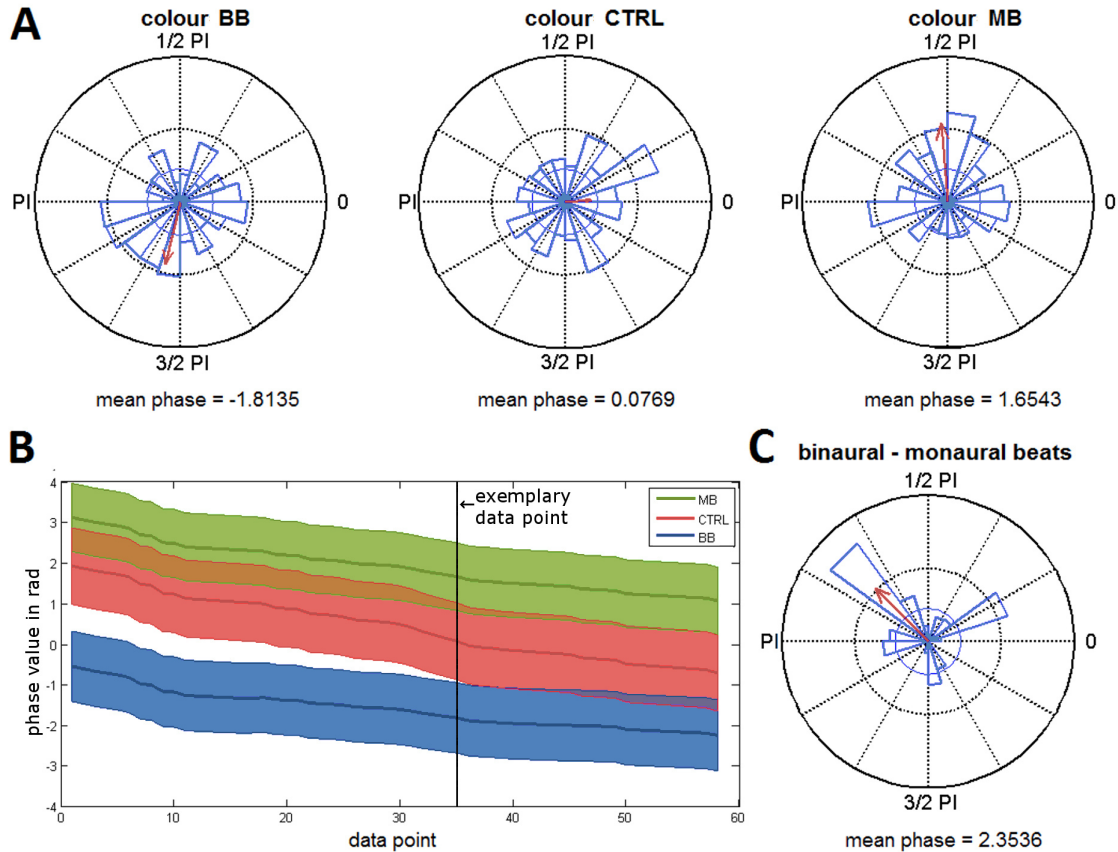 A
colour BB
1/2 PI
PI
0
3/2 PI
mean phase = -1.8135
colour CTRL
1/2 PI
PI
0
3/2 PI
mean phase = 0.0769
colour MB
1/2 PI
PI
0
3/2 PI
mean phase = 1.6543
B
phase value in rad
4
3
2
1
0
-1
-2
-3
-4
←exemplary
data point
MB
CTRL
BB
0
10
20
30
40
50
60
data point
C
binaural - monaural beats
1/2 PI
PI
0
3/2 PI
mean phase = 2.3536